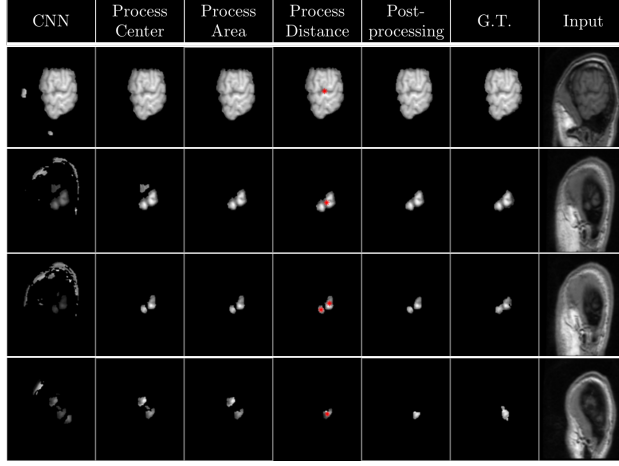 CNN
Process
Center
Process
Area
Process
Distance
Post-
processing
G.T.
Input